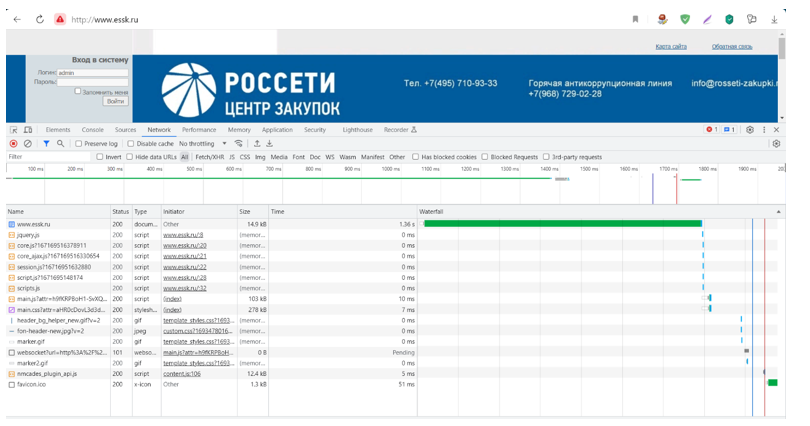 http://www.essk.ru
Карта сайта Обратная связь
Вход в систему
Логин: admin
Пароль:
Запомнить меня
Войти
РОССЕТИ
ЦЕНТР ЗАКУПОК
Тел. +7(495) 710-93-33
Горячая антикоррупционная линия
+7(968) 729-02-28
info@rosseti-zakupki.r
Elements Console Sources Network Performance Memory Application Security Lighthouse Recorder 1 1
Preserve log Disable cache No throttling
Filter Invert Hide data URLs All Fetch/XHR JS CSS Img Media Font Doc WS Wasm Manifest Other Has blocked cookies Blocked Requests 3rd-party requests
100 ms 200 ms 300 ms 400 ms 500 ms 600 ms 700 ms 800 ms 900 ms 1000 ms 1100 ms 1200 ms 1300 ms 1400 ms 1500 ms 1600 ms 1700 ms 1800 ms 1900 ms 20
Name Status Type Initiator Size Time Waterfall
www.essk.ru 200 docum... Other 14.9 kB 1.36 s
jquery.js 200 script www.essk.ru/:8 (memor... 0 ms
core.js?167169516378911 200 script www.essk.ru/:20 (memor... 0 ms
core_ajax.js?167169516330654 200 script www.essk.ru/:21 (memor... 0 ms
session.js?16716951632880 200 script www.essk.ru/:22 (memor... 0 ms
script.js?1671695148174 200 script www.essk.ru/:28 (memor... 0 ms
scripts.js 200 script www.essk.ru/:32 (memor... 0 ms
200 script (index) 103 kB 10 ms
200 stylesh... (index) 278 kB 7 ms
header_bg_helper_new.gif?v=2 200 gif template_styles.css?1693... (memor... 0 ms
fon-header-new.jpg?v=2 200 jpeg custom.css?1693478016... (memor... 0 ms
marker.gif 200 gif template_styles.css?1693... (memor... 0 ms
websocket?url=http%3A%2F%2... 101 webso... 0 B Pending
marker2.gif 200 gif template_styles.css?1693... (memor... 0 ms
nmcades_plugin_api.js 200 script content.js:106 12.4 kB 5 ms
favicon.ico 200 x-icon Other 1.3 kB 51 ms